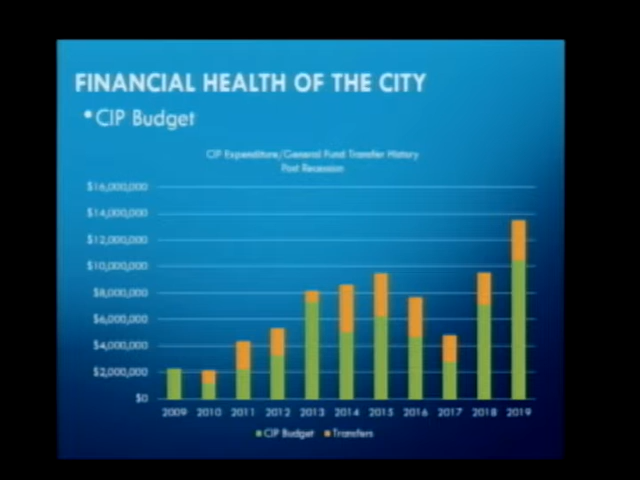 FINANCIAL HEALTH OF THE CITY
•CIP Budget
CIP Expenditure/General Fund Transfer History
Post Recession
$16,000,000
$14,000,000
$12,000,000
$10,000,000
$8,000,000
$6,000,000
$4,000,000
$2,000,000
$0
2009 2010 2011 2012 2013 2014 2015 2016 2017 2018 2019
CIP Budget Transfers